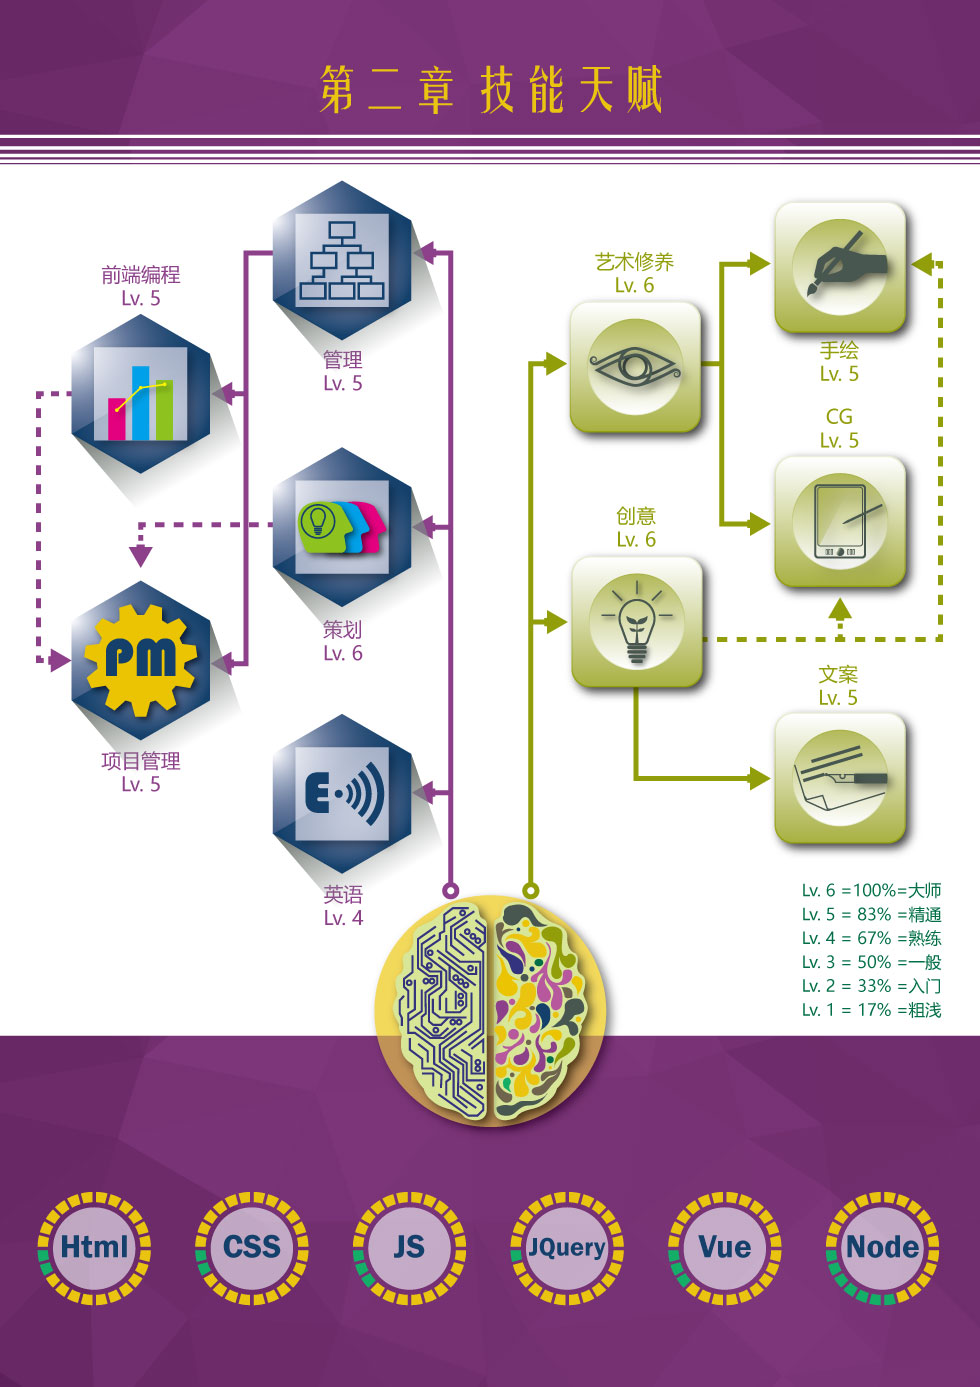 第二章 技能天赋
前端编程
Lv. 5
管理
Lv. 5
PM
项目管理
Lv. 5
策划
Lv. 6
E
英语
Lv. 4
艺术修养
Lv. 6
手绘
Lv. 5
CG
Lv. 5
创意
Lv. 6
文案
Lv. 5
Lv. 6 =100%=大师
Lv. 5 = 83% =精通
Lv. 4 = 67% =熟练
Lv. 3 = 50% =一般
Lv. 2 = 33% =入门
Lv. 1 = 17% =粗浅
Html
CSS
JS
JQuery
Vue
Node